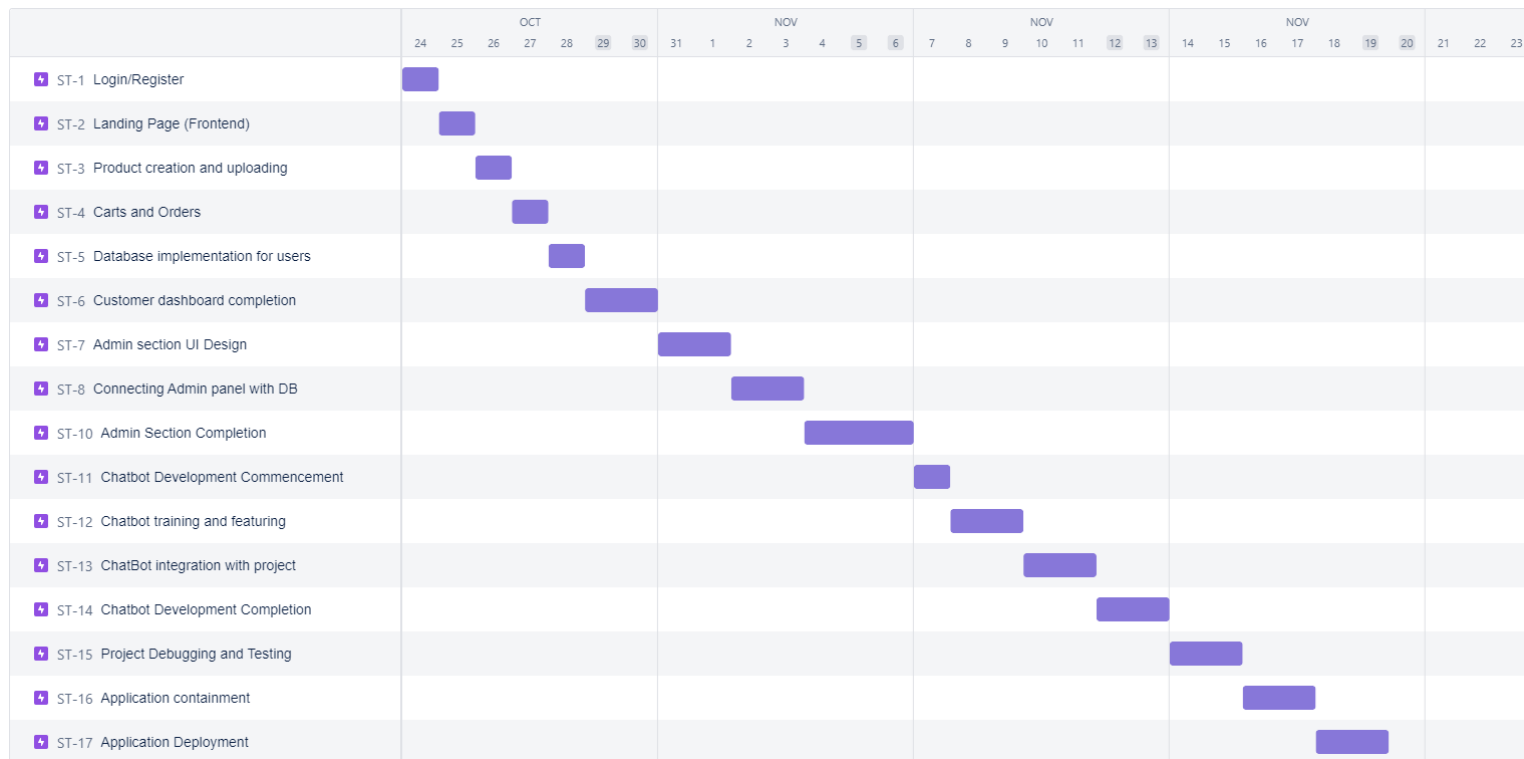 OCT NOV NOV NOV
24 25 26 27 28 29 30 31 1 2 3 4 5 6 7 8 9 10 11 12 13 14 15 16 17 18 19 20 21 22 23
ST-1 Login/Register
ST-2 Landing Page (Frontend)
ST-3 Product creation and uploading
ST-4 Carts and Orders
ST-5 Database implementation for users
ST-6 Customer dashboard completion
ST-7 Admin section UI Design
ST-8 Connecting Admin panel with DB
ST-10 Admin Section Completion
ST-11 Chatbot Development Commencement
ST-12 Chatbot training and featuring
ST-13 ChatBot integration with project
ST-14 Chatbot Development Completion
ST-15 Project Debugging and Testing
ST-16 Application containment
ST-17 Application Deployment